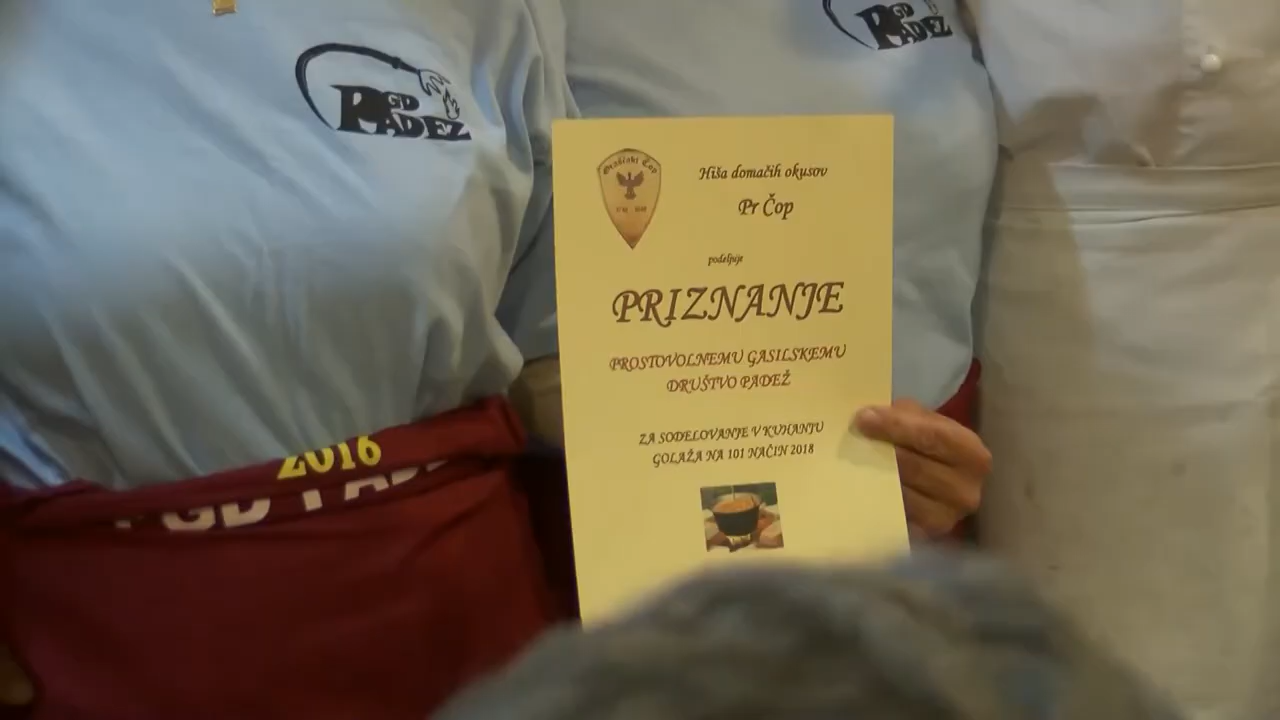 PGD
PADEŽ
PGD
PADEŽ
Hiša domačih okusov
Pr Čop
podeljuje
PRIZNANJE
PROSTOVOLNEMU GASILSKEMU
DRUŠTVO PADEŽ
ZA SODELOVANJE V KUHANJU
GOLAŽA NA 101 NAČIN 2018
2016
PGD